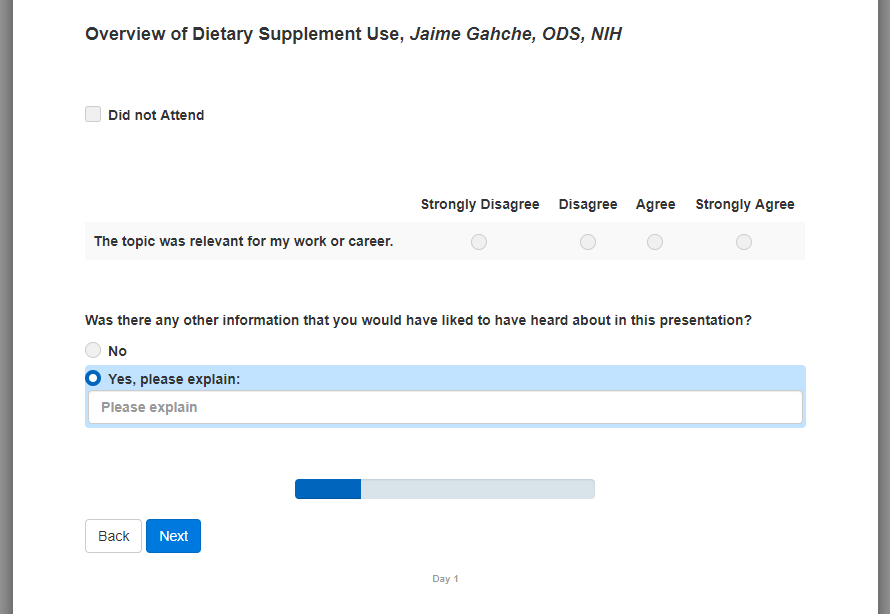 Overview of Dietary Supplement Use, Jaime Gahche, ODS, NIH
Did not Attend
Strongly Disagree Disagree Agree Strongly Agree
The topic was relevant for my work or career.
Was there any other information that you would have liked to have heard about in this presentation?
No
Yes, please explain:
Please explain
Back Next
Day 1